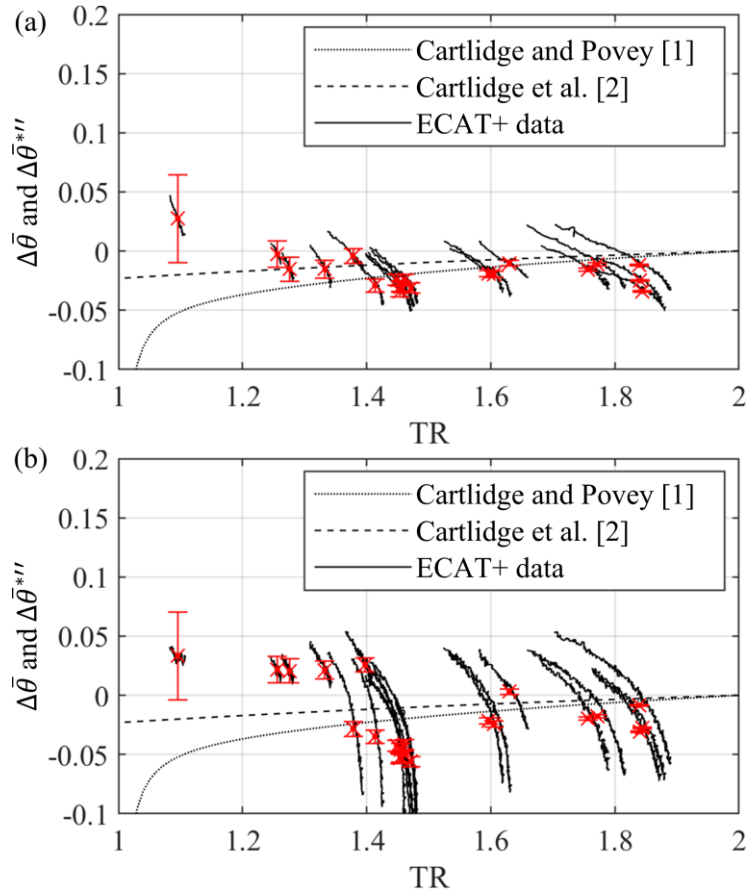 (a)
0.2
0.15
0.1
0.05
0
-0.05
-0.1
Δθ̄ and Δθ̄*′′
Cartlidge and Povey [1]
Cartlidge et al. [2]
ECAT+ data
1 1.2 1.4 1.6 1.8 2
TR
(b)
0.2
0.15
0.1
0.05
0
-0.05
-0.1
Δθ̄ and Δθ̄*′′
Cartlidge and Povey [1]
Cartlidge et al. [2]
ECAT+ data
1 1.2 1.4 1.6 1.8 2
TR